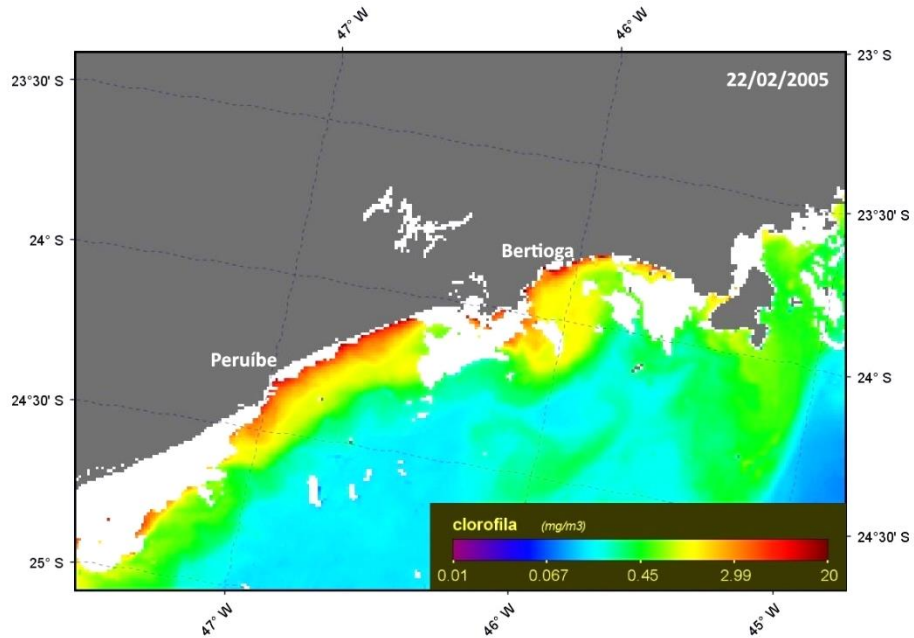 47° W
46° W
23°30' S
23° S
22/02/2005
24° S
23°30' S
Bertioga
Peruíbe
24°30' S
24° S
clorofila (mg/m3)
0.01 0.067 0.45 2.99 20
25° S
24°30' S
47° W
46° W
45° W